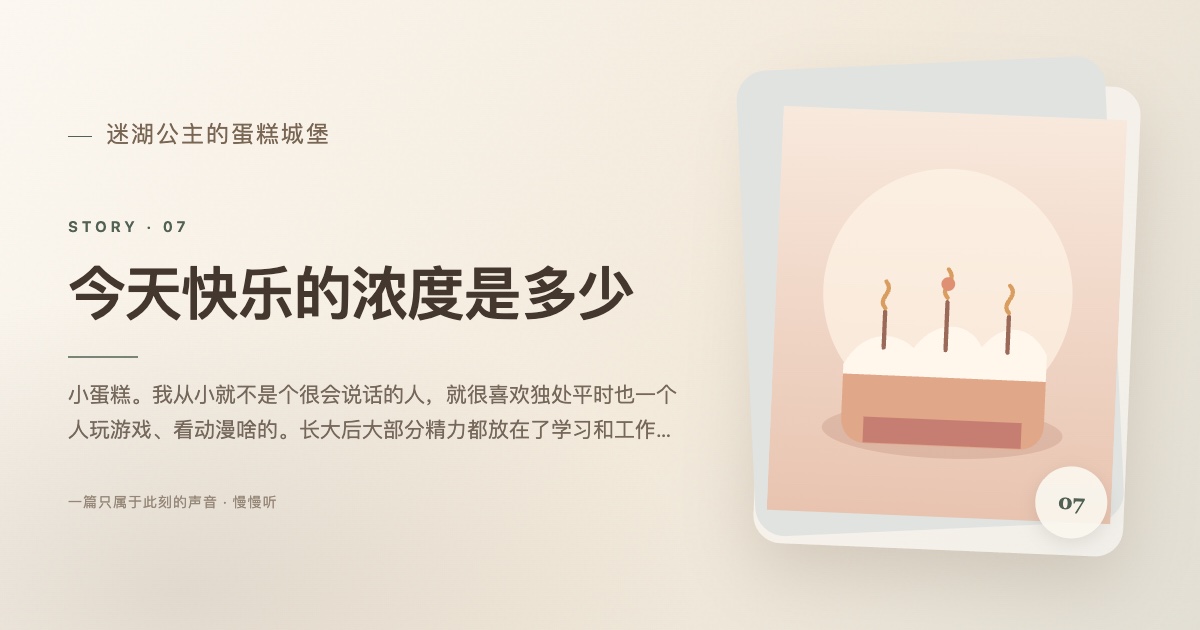 — 迷湖公主的蛋糕城堡
STORY · 07
今天快乐的浓度是多少
小蛋糕。我从小就不是个很会说话的人，就很喜欢独处平时也一个
人玩游戏、看动漫啥的。长大后大部分精力都放在了学习和工作...
一篇只属于此刻的声音 · 慢慢听
07